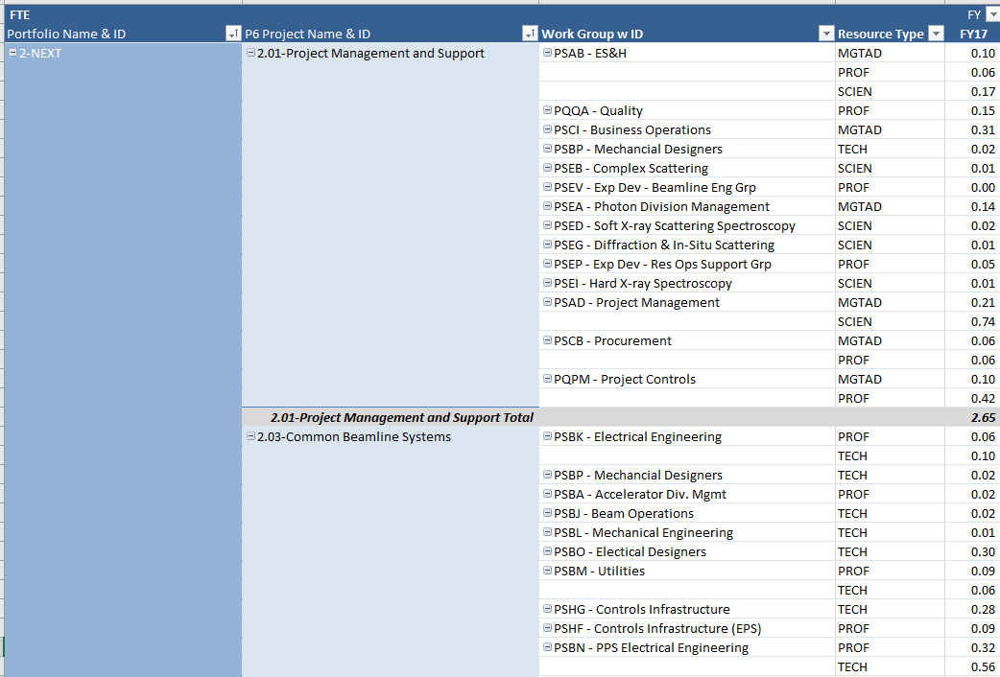 FTE FY
Portfolio Name & ID P6 Project Name & ID Work Group w ID Resource Type FY17
2-NEXT 2.01-Project Management and Support PSAB - ES&H MGTAD 0.10
PROF 0.06
SCIEN 0.17
PQQA - Quality PROF 0.15
PSCI - Business Operations MGTAD 0.31
PSBP - Mechancial Designers TECH 0.02
PSEB - Complex Scattering SCIEN 0.01
PSEV - Exp Dev - Beamline Eng Grp PROF 0.00
PSEA - Photon Division Management MGTAD 0.14
PSED - Soft X-ray Scattering Spectroscopy SCIEN 0.02
PSEG - Diffraction & In-Situ Scattering SCIEN 0.01
PSEP - Exp Dev - Res Ops Support Grp PROF 0.05
PSEI - Hard X-ray Spectroscopy SCIEN 0.01
PSAD - Project Management MGTAD 0.21
SCIEN 0.74
PSCB - Procurement MGTAD 0.06
PROF 0.06
PQPM - Project Controls MGTAD 0.10
PROF 0.42
2.01-Project Management and Support Total 2.65
2.03-Common Beamline Systems PSBK - Electrical Engineering PROF 0.06
TECH 0.10
PSBP - Mechancial Designers TECH 0.02
PSBA - Accelerator Div. Mgmt PROF 0.02
PSBJ - Beam Operations TECH 0.02
PSBL - Mechanical Engineering TECH 0.01
PSBO - Electical Designers TECH 0.30
PSBM - Utilities PROF 0.09
TECH 0.06
PSHG - Controls Infrastructure TECH 0.28
PSHF - Controls Infrastructure (EPS) PROF 0.09
PSBN - PPS Electrical Engineering PROF 0.32
TECH 0.56